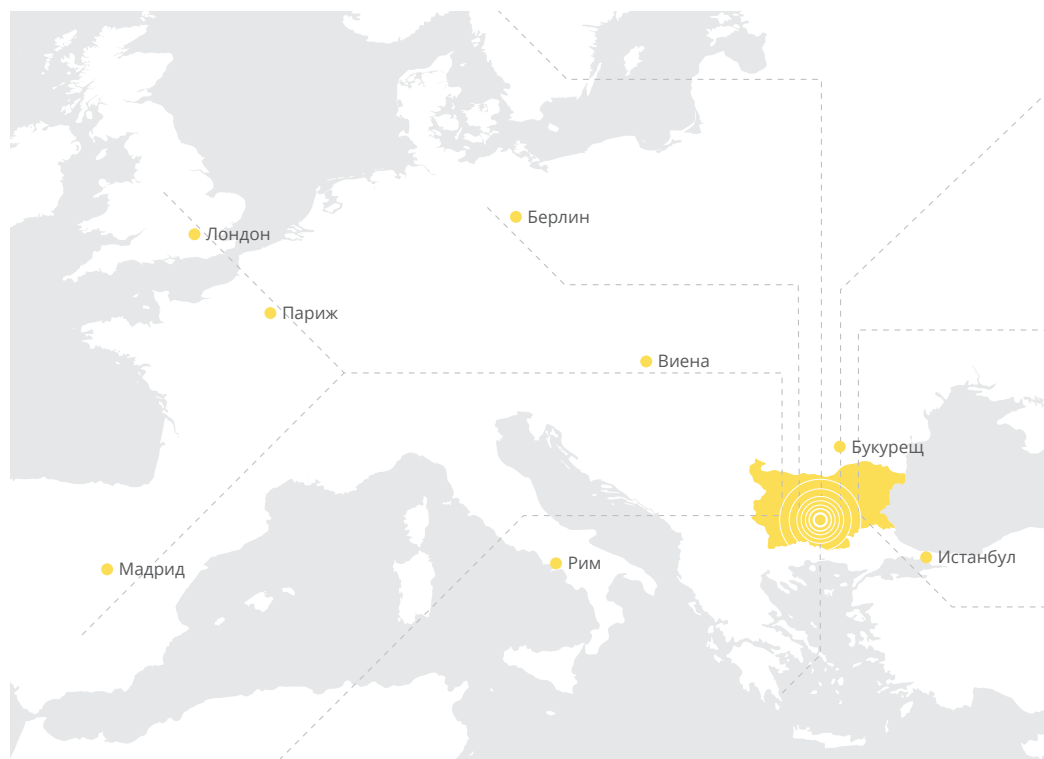 Берлин
Лондон
Париж
Виена
Букурещ
Истанбул
Рим
Мадрид